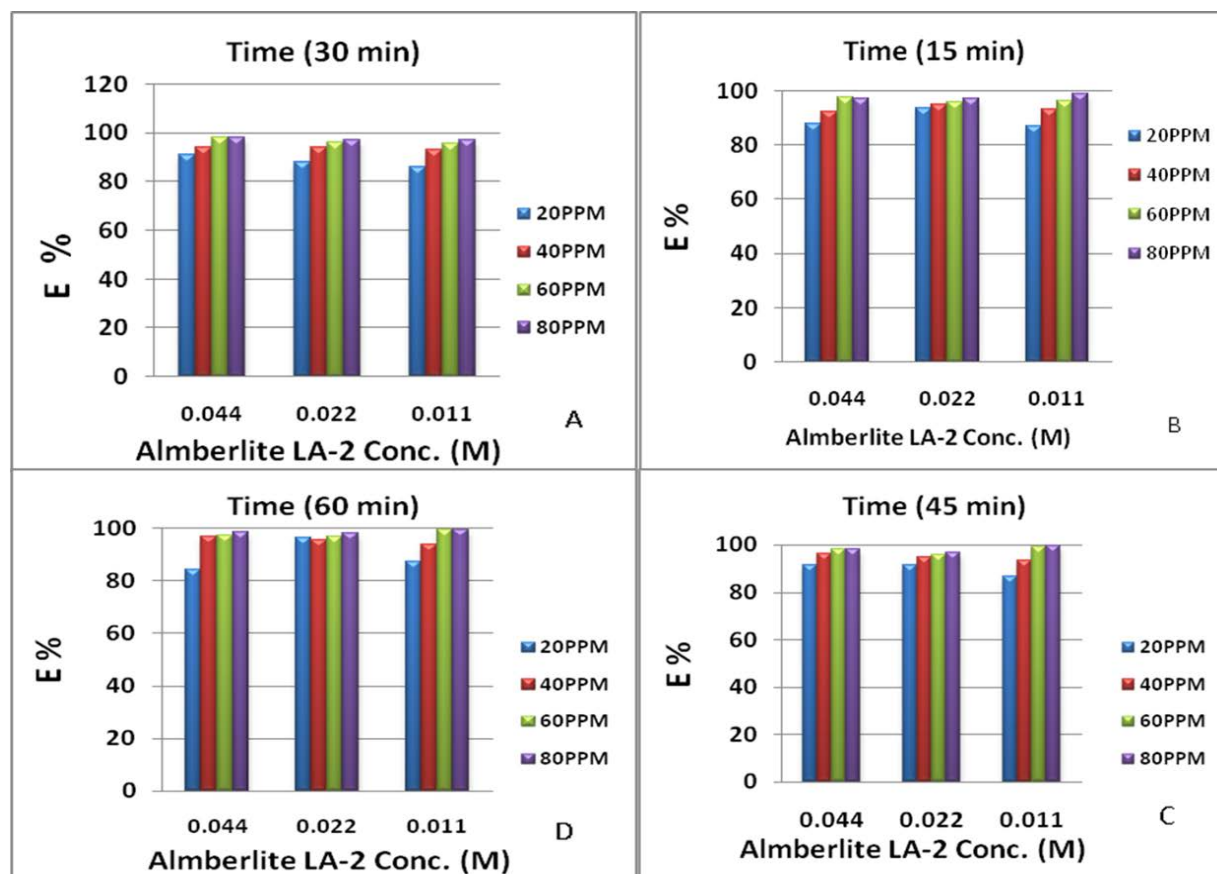 Time (30 min)
120
100
80
60
40
20
0
E %
0.044 0.022 0.011
Almberlite LA-2 Conc. (M)
20PPM
40PPM
60PPM
80PPM
A
Time (15 min)
100
80
60
40
20
0
E %
0.044 0.022 0.011
Almberlite LA-2 Conc. (M)
20PPM
40PPM
60PPM
80PPM
B
Time (60 min)
100
80
60
40
20
0
E %
0.044 0.022 0.011
Almberlite LA-2 Conc. (M)
20PPM
40PPM
60PPM
80PPM
D
Time (45 min)
100
80
60
40
20
0
E %
0.044 0.022 0.011
Almberlite LA-2 Conc. (M)
20PPM
40PPM
60PPM
80PPM
C